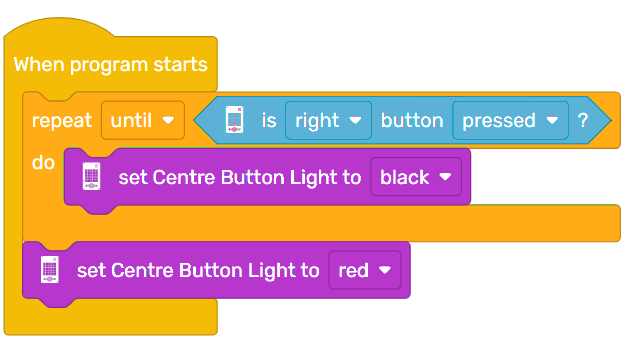 When program starts
repeat until is right button pressed ?
do
set Centre Button Light to black
set Centre Button Light to red